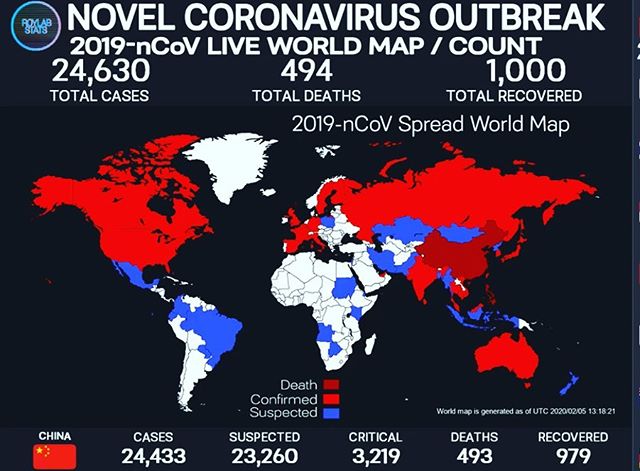 ROYLAB
STATS
NOVEL CORONAVIRUS OUTBREAK
2019-nCoV LIVE WORLD MAP / COUNT
24,630 494 1,000
TOTAL CASES TOTAL DEATHS TOTAL RECOVERED
2019-nCoV Spread World Map
Death
Confirmed
Suspected
World map is generated as of UTC 2020/02/05 13:18:21
CHINA CASES SUSPECTED CRITICAL DEATHS RECOVERED
24,433 23,260 3,219 493 979